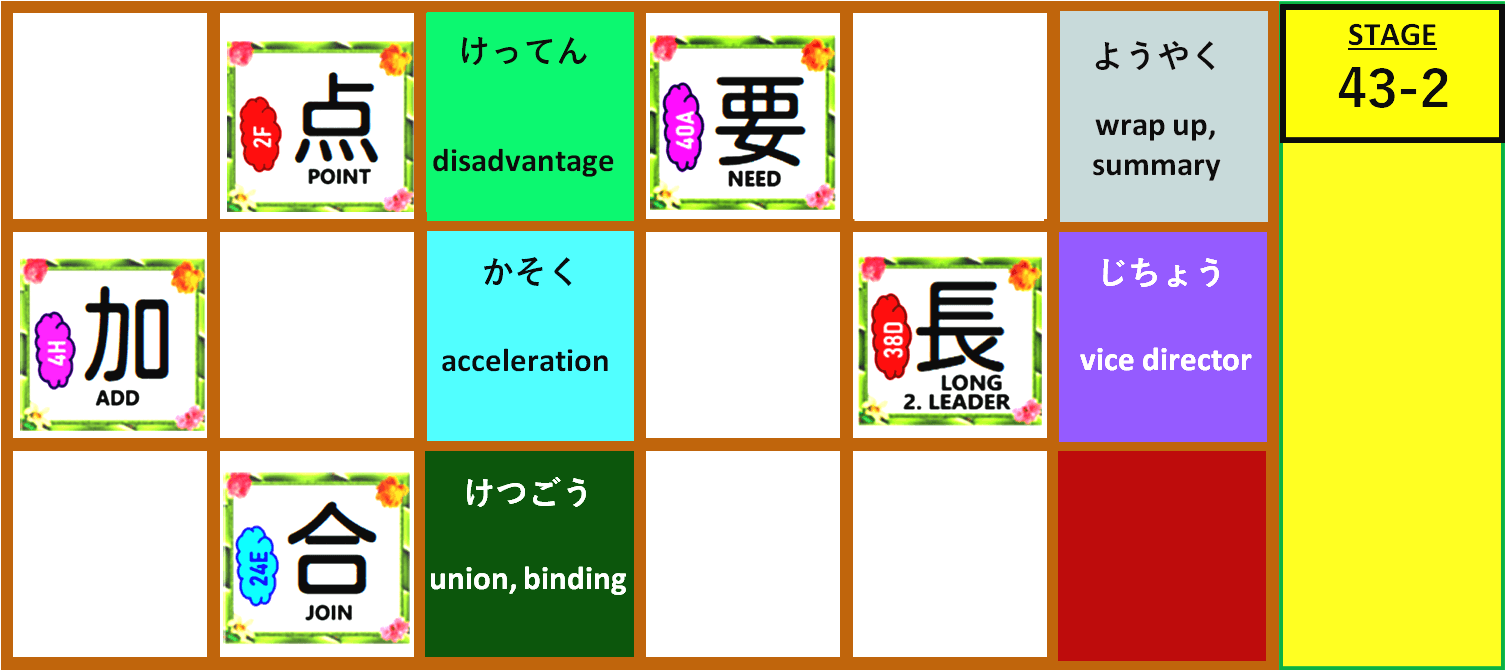 2F
点
POINT
けってん
disadvantage
40A
要
NEED
ようやく
wrap up,
summary
STAGE
43-2
4H
加
ADD
かそく
acceleration
38D
長
LONG
2. LEADER
じちょう
vice director
24E
合
JOIN
けつごう
union, binding